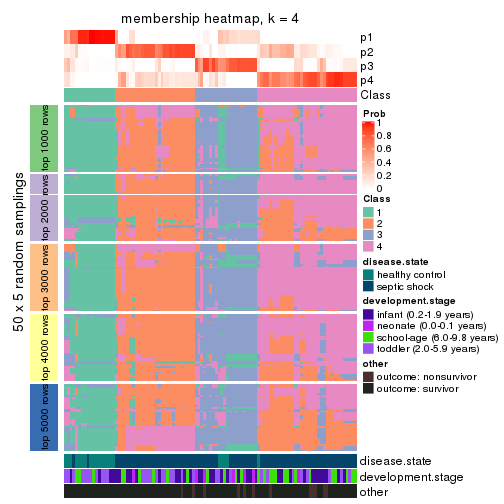 membership heatmap, k = 4
p1
p2
p3
p4
Class
50 x 5 random samplings
top 1000 rows
top 2000 rows
top 3000 rows
top 4000 rows
top 5000 rows
Prob
1
0.8
0.6
0.4
0.2
0
Class
1
2
3
4
disease.state
healthy control
septic shock
development.stage
infant (0.2-1.9 years)
neonate (0.0-0.1 years)
school-age (6.0-9.8 years)
toddler (2.0-5.9 years)
other
outcome: nonsurvivor
outcome: survivor
disease.state
development.stage
other